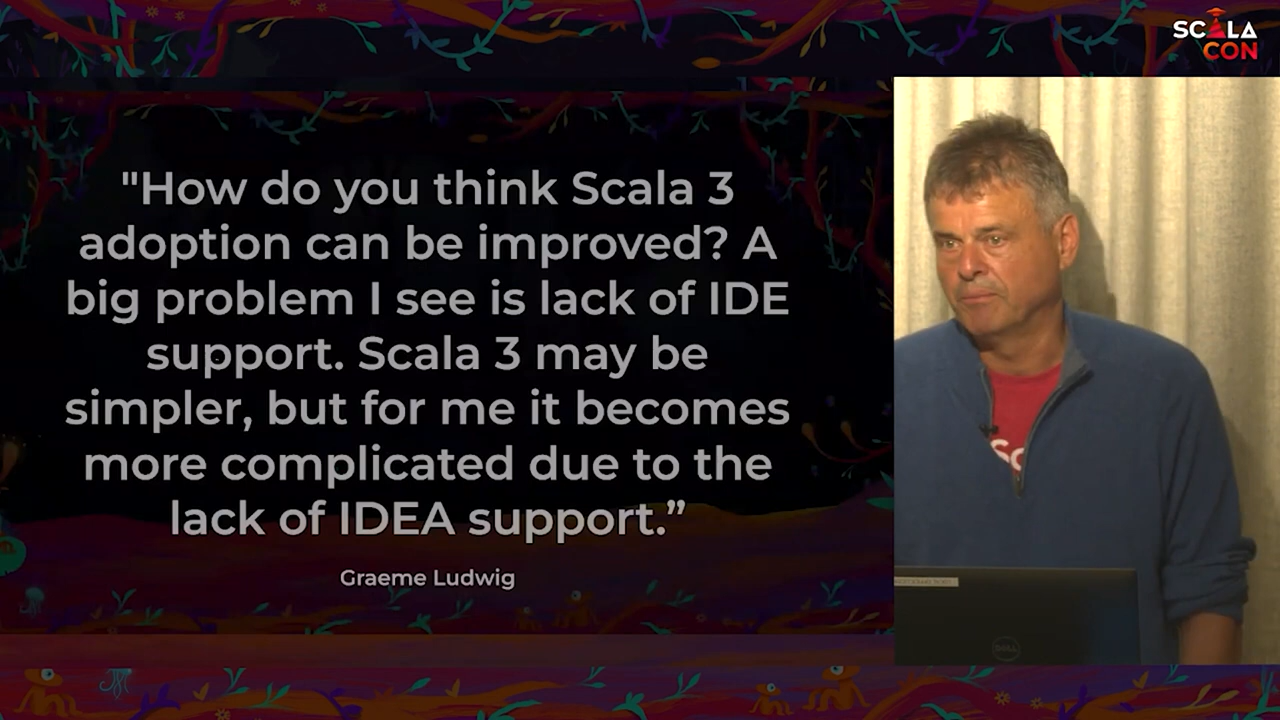 SCALA
CON
"How do you think Scala 3
adoption can be improved? A
big problem I see is lack of IDE
support. Scala 3 may be
simpler, but for me it becomes
more complicated due to the
lack of IDEA support.”
Graeme Ludwig
Sc
DELL